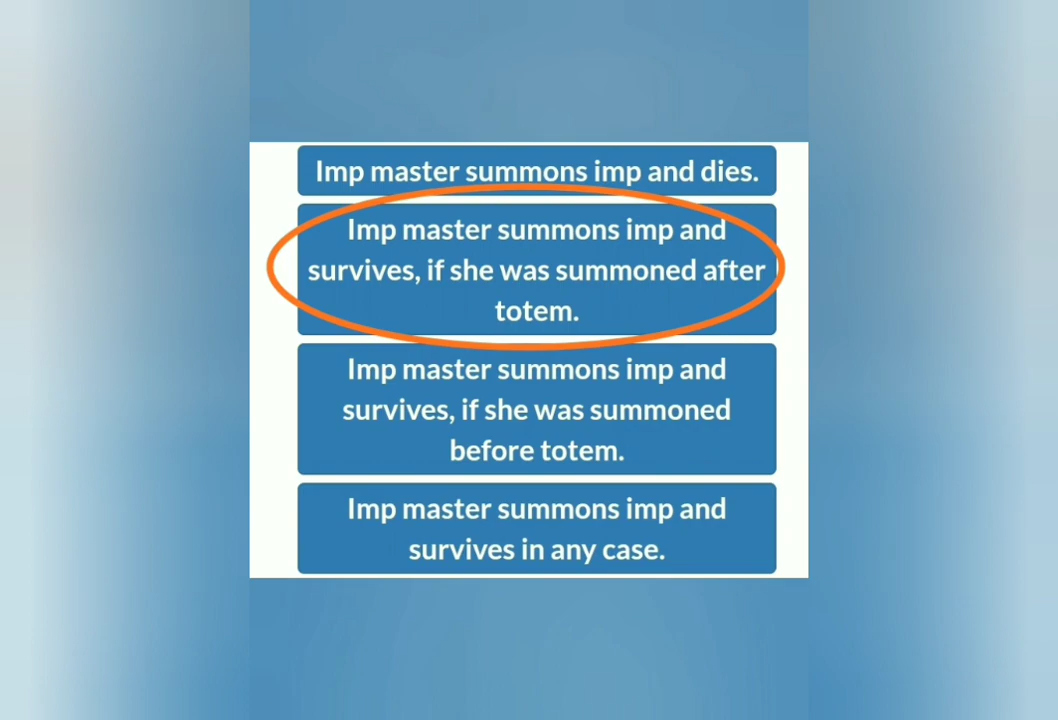 Imp master summons imp and dies.
Imp master summons imp and
survives, if she was summoned after
totem.
Imp master summons imp and
survives, if she was summoned
before totem.
Imp master summons imp and
survives in any case.